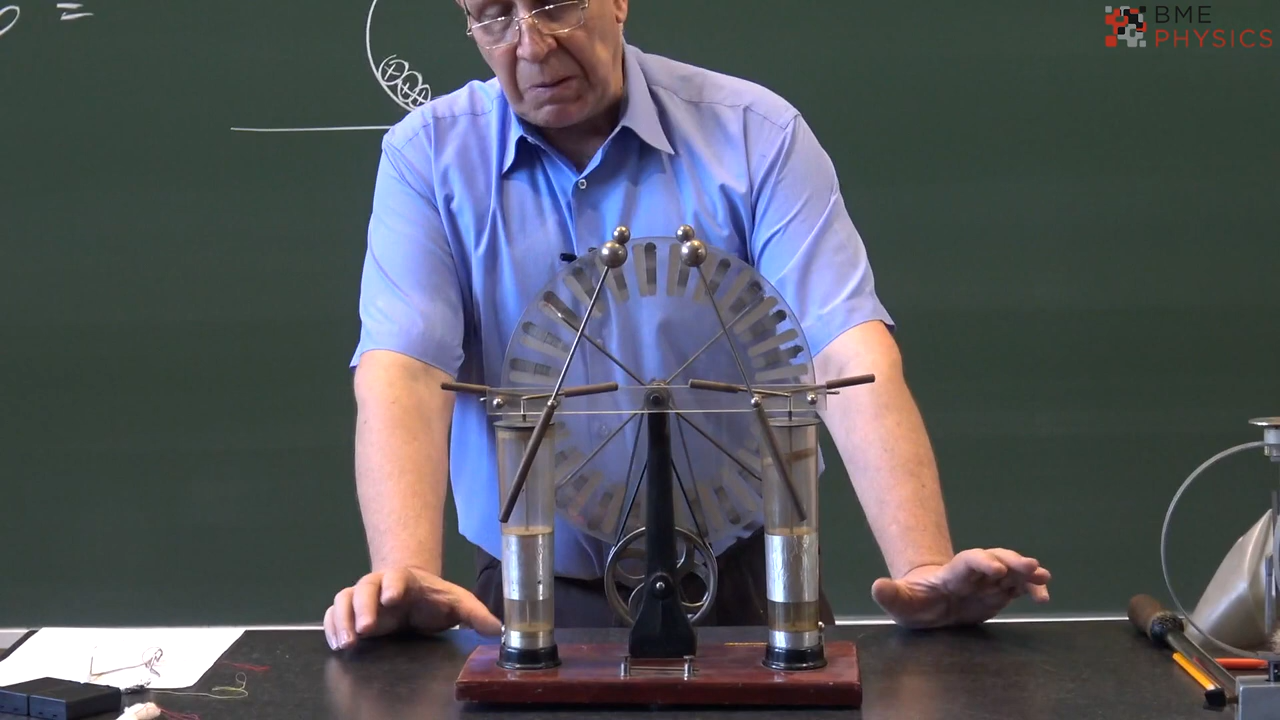 BME
PHYSICS
=
+ +